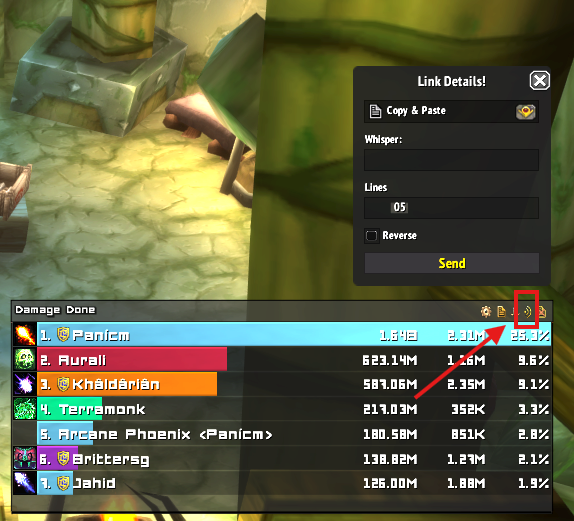 Link Details!
Copy & Paste
Whisper:
Lines
05
Reverse
Send
Damage Done
1. Panícm 1.64B 2.31M 26.3%
2. Aurali 623.14M 1.16M 9.6%
3. Khâldâriân 587.06M 2.35M 9.1%
4. Terramonk 217.03M 352K 3.3%
5. Arcane Phoenix <Panícm> 180.58M 851K 2.8%
6. Brittersg 138.82M 1.27M 2.1%
7. Jahid 126.00M 1.88M 1.9%